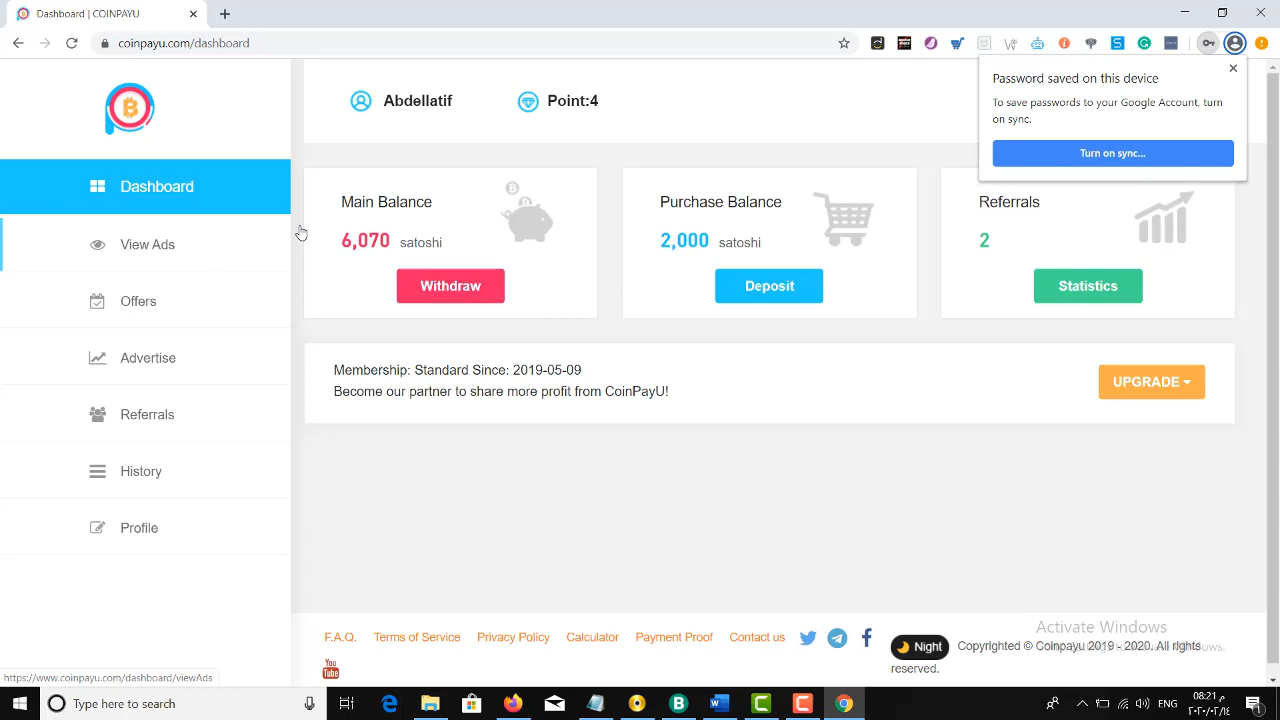 Dashboard | COINPAYU
coinpayu.com/dashboard
Password saved on this device
To save passwords to your Google Account, turn
on sync.
Turn on sync...
Abdellatif
Point:4
Dashboard
View Ads
Offers
Advertise
Referrals
History
Profile
Main Balance
6,070 satoshi
Withdraw
Purchase Balance
2,000 satoshi
Deposit
Referrals
2
Statistics
Membership: Standard Since: 2019-05-09
Become our partner to share more profit from CoinPayU!
UPGRADE
F.A.Q. Terms of Service Privacy Policy Calculator Payment Proof Contact us
You
Tube
Night
Copyrighted © Coinpayu 2019 - 2020. All rights
reserved.
Activate Windows
https://www.coinpayu.com/dashboard/viewAds
Type here to search
ENG